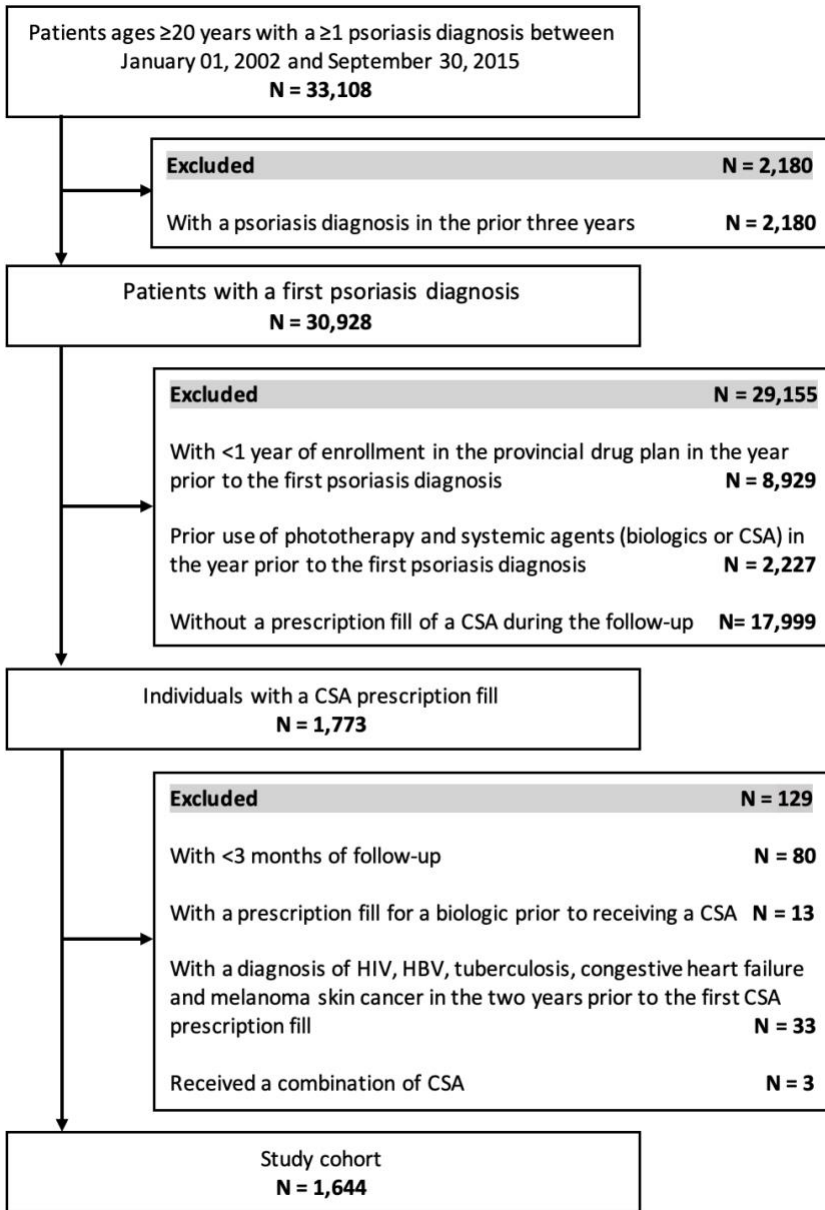 Patients ages ≥20 years with a ≥1 psoriasis diagnosis between
January 01, 2002 and September 30, 2015
N = 33,108
Excluded N = 2,180
With a psoriasis diagnosis in the prior three years N = 2,180
Patients with a first psoriasis diagnosis
N = 30,928
Excluded N = 29,155
With <1 year of enrollment in the provincial drug plan in the year
prior to the first psoriasis diagnosis N = 8,929
Prior use of phototherapy and systemic agents (biologics or CSA) in
the year prior to the first psoriasis diagnosis N = 2,227
Without a prescription fill of a CSA during the follow-up N= 17,999
Individuals with a CSA prescription fill
N = 1,773
Excluded N = 129
With <3 months of follow-up N = 80
With a prescription fill for a biologic prior to receiving a CSA N = 13
With a diagnosis of HIV, HBV, tuberculosis, congestive heart failure
and melanoma skin cancer in the two years prior to the first CSA
prescription fill N = 33
Received a combination of CSA N = 3
Study cohort
N = 1,644